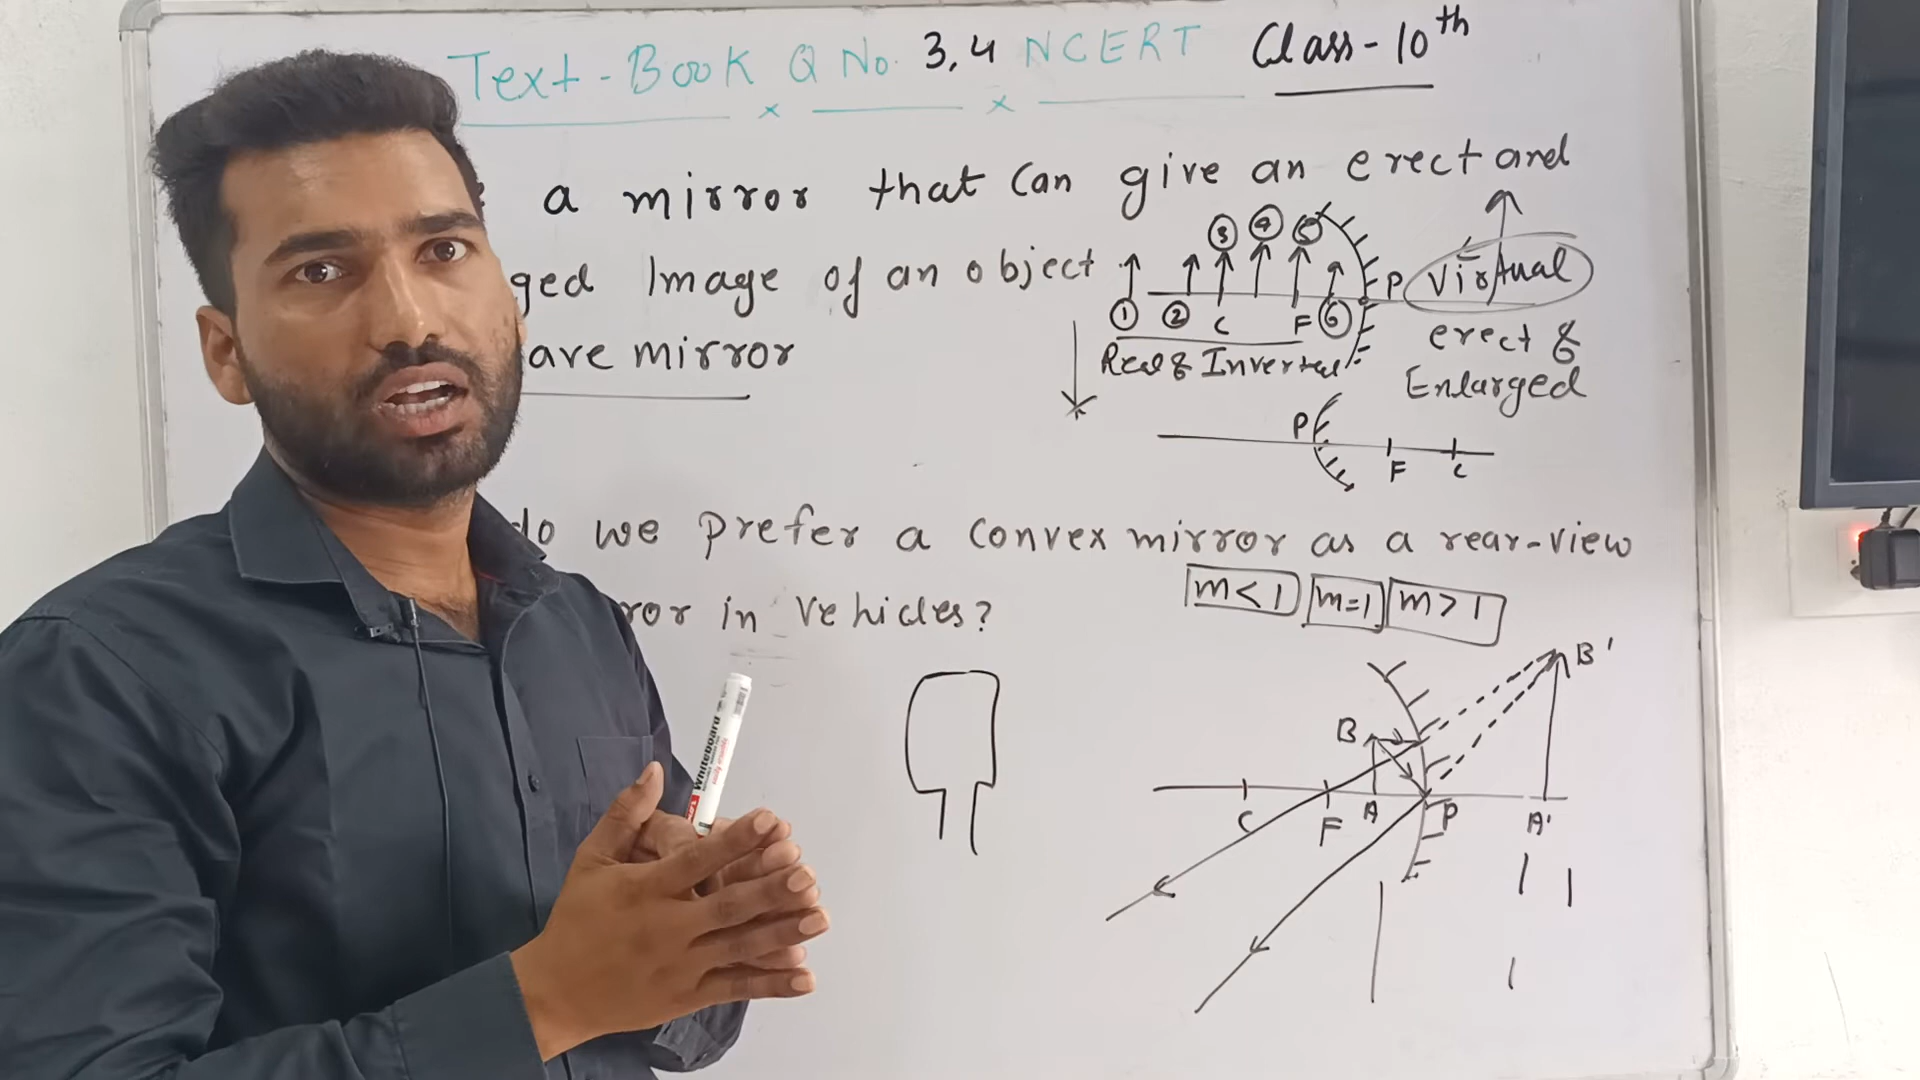 Text-Book Q No. 3,4 NCERT Class-10th
a mirror that can give an erect and
ged Image of an object
ave mirror
1 2 3 4 5 6
C F P
Real & Inverted
Virtual
erect &
Enlarged
P F C
do we prefer a convex mirror as a rear-view
ror in vehicles?
m<1 m=1 m>1
B B'
C F A P A'
Whiteboard